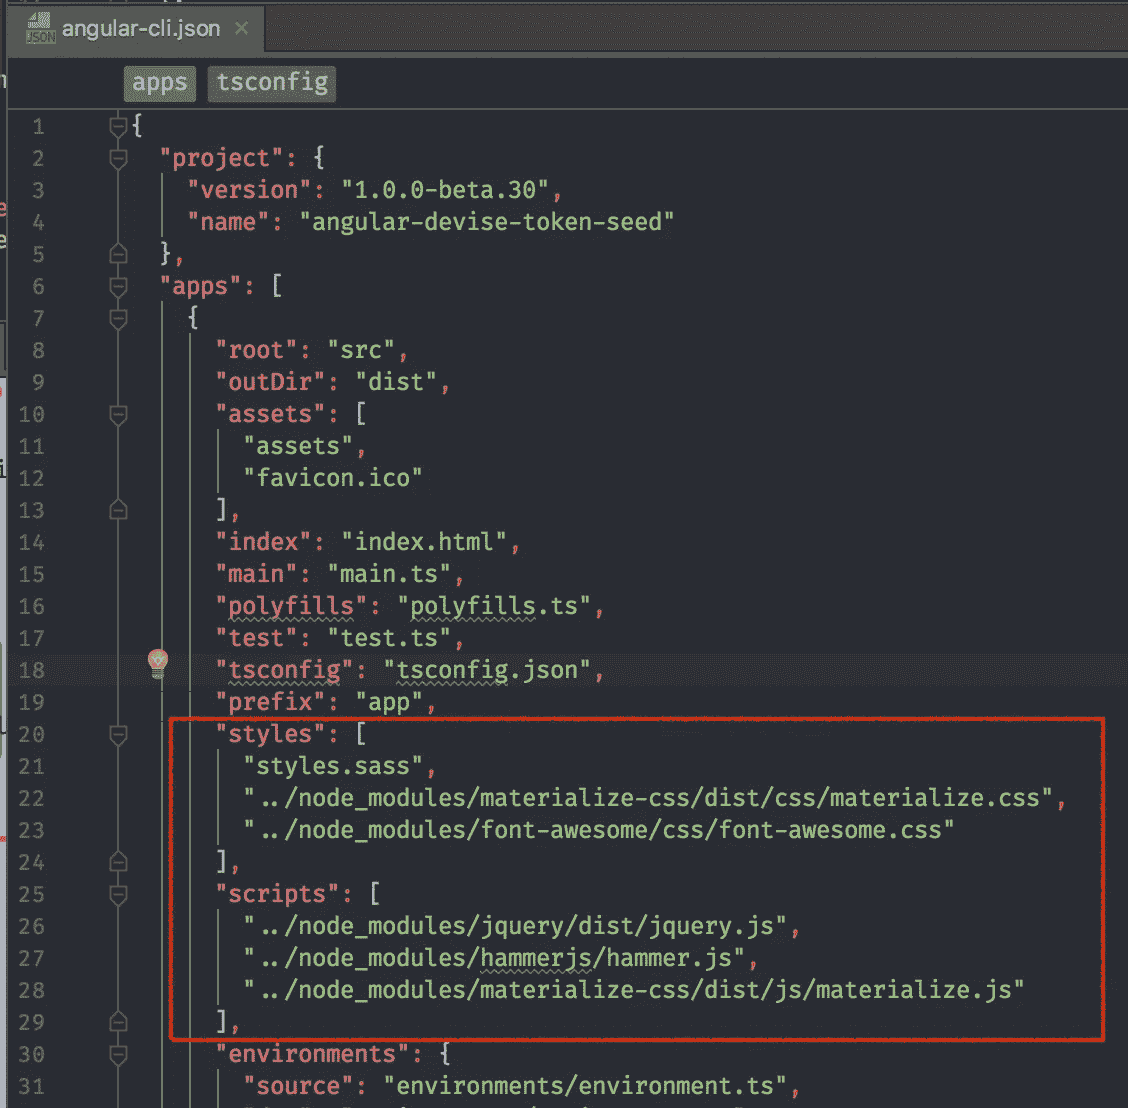 angular-cli.json
JSON
apps tsconfig
1 {
2 "project": {
3 "version": "1.0.0-beta.30",
4 "name": "angular-devise-token-seed"
5 },
6 "apps": [
7 {
8 "root": "src",
9 "outDir": "dist",
10 "assets": [
11 "assets",
12 "favicon.ico"
13 ],
14 "index": "index.html",
15 "main": "main.ts",
16 "polyfills": "polyfills.ts",
17 "test": "test.ts",
18 "tsconfig": "tsconfig.json",
19 "prefix": "app",
20 "styles": [
21 "styles.sass",
22 "../node_modules/materialize-css/dist/css/materialize.css",
23 "../node_modules/font-awesome/css/font-awesome.css"
24 ],
25 "scripts": [
26 "../node_modules/jquery/dist/jquery.js",
27 "../node_modules/hammerjs/hammer.js",
28 "../node_modules/materialize-css/dist/js/materialize.js"
29 ],
30 "environments": {
31 "source": "environments/environment.ts",